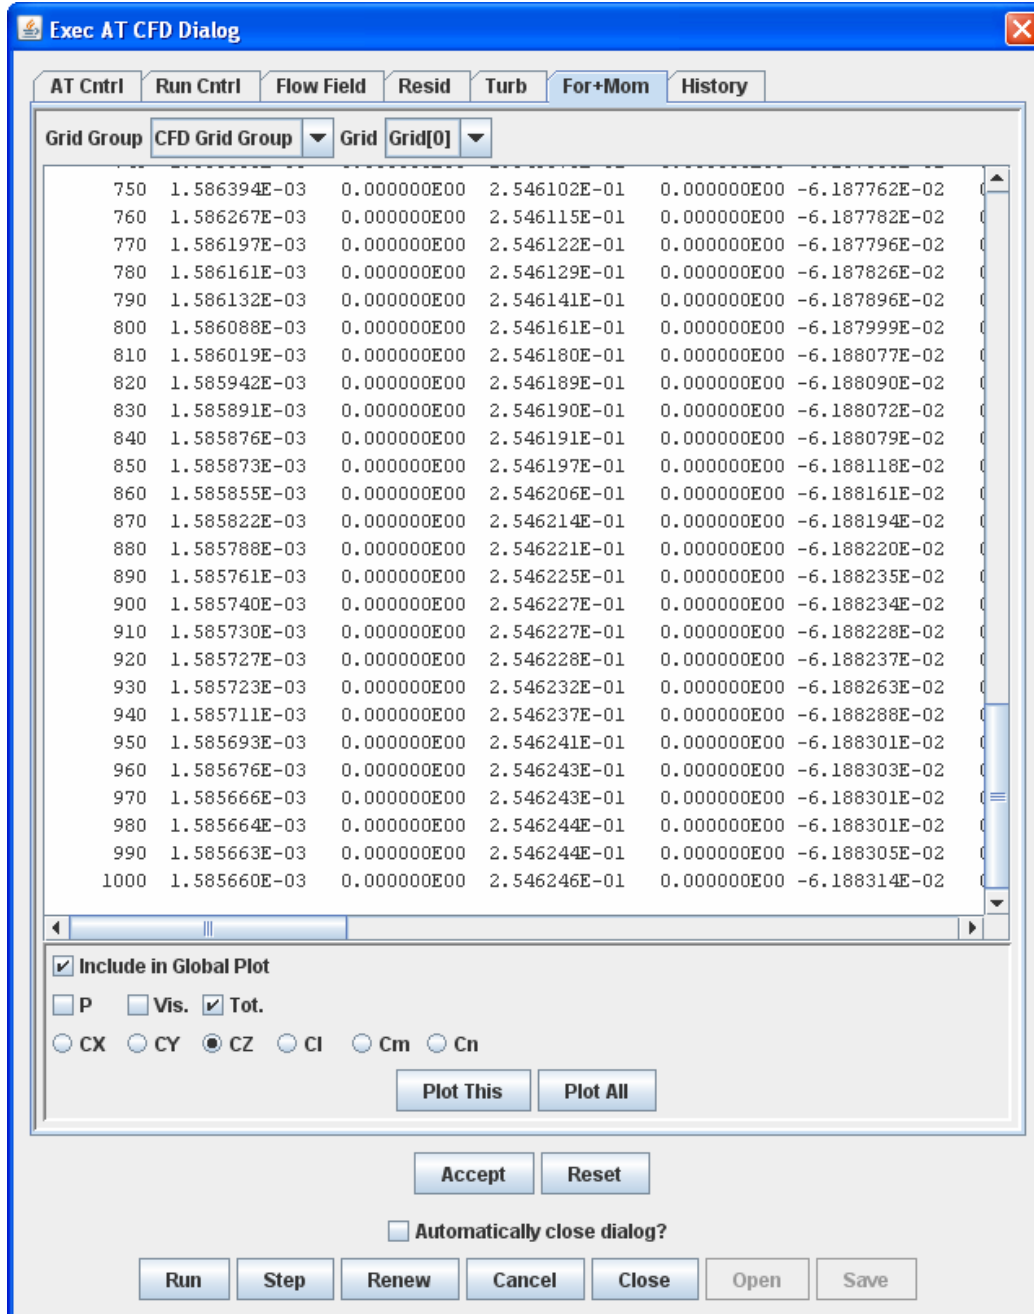 Exec AT CFD Dialog
AT Cntrl Run Cntrl Flow Field Resid Turb For+Mom History
Grid Group CFD Grid Group Grid Grid[0]
750 1.586394E-03 0.000000E00 2.546102E-01 0.000000E00 -6.187762E-02
760 1.586267E-03 0.000000E00 2.546115E-01 0.000000E00 -6.187782E-02
770 1.586197E-03 0.000000E00 2.546122E-01 0.000000E00 -6.187796E-02
780 1.586161E-03 0.000000E00 2.546129E-01 0.000000E00 -6.187826E-02
790 1.586132E-03 0.000000E00 2.546141E-01 0.000000E00 -6.187896E-02
800 1.586088E-03 0.000000E00 2.546161E-01 0.000000E00 -6.187999E-02
810 1.586019E-03 0.000000E00 2.546180E-01 0.000000E00 -6.188077E-02
820 1.585942E-03 0.000000E00 2.546189E-01 0.000000E00 -6.188090E-02
830 1.585891E-03 0.000000E00 2.546190E-01 0.000000E00 -6.188072E-02
840 1.585876E-03 0.000000E00 2.546191E-01 0.000000E00 -6.188079E-02
850 1.585873E-03 0.000000E00 2.546197E-01 0.000000E00 -6.188118E-02
860 1.585855E-03 0.000000E00 2.546206E-01 0.000000E00 -6.188161E-02
870 1.585822E-03 0.000000E00 2.546214E-01 0.000000E00 -6.188194E-02
880 1.585788E-03 0.000000E00 2.546221E-01 0.000000E00 -6.188220E-02
890 1.585761E-03 0.000000E00 2.546225E-01 0.000000E00 -6.188235E-02
900 1.585740E-03 0.000000E00 2.546227E-01 0.000000E00 -6.188234E-02
910 1.585730E-03 0.000000E00 2.546227E-01 0.000000E00 -6.188228E-02
920 1.585727E-03 0.000000E00 2.546228E-01 0.000000E00 -6.188237E-02
930 1.585723E-03 0.000000E00 2.546232E-01 0.000000E00 -6.188263E-02
940 1.585711E-03 0.000000E00 2.546237E-01 0.000000E00 -6.188288E-02
950 1.585693E-03 0.000000E00 2.546241E-01 0.000000E00 -6.188301E-02
960 1.585676E-03 0.000000E00 2.546243E-01 0.000000E00 -6.188303E-02
970 1.585666E-03 0.000000E00 2.546243E-01 0.000000E00 -6.188301E-02
980 1.585664E-03 0.000000E00 2.546244E-01 0.000000E00 -6.188301E-02
990 1.585663E-03 0.000000E00 2.546244E-01 0.000000E00 -6.188305E-02
1000 1.585660E-03 0.000000E00 2.546246E-01 0.000000E00 -6.188314E-02
Include in Global Plot
P Vis. Tot.
CX CY CZ Cl Cm Cn
Plot This Plot All
Accept Reset
Automatically close dialog?
Run Step Renew Cancel Close Open Save